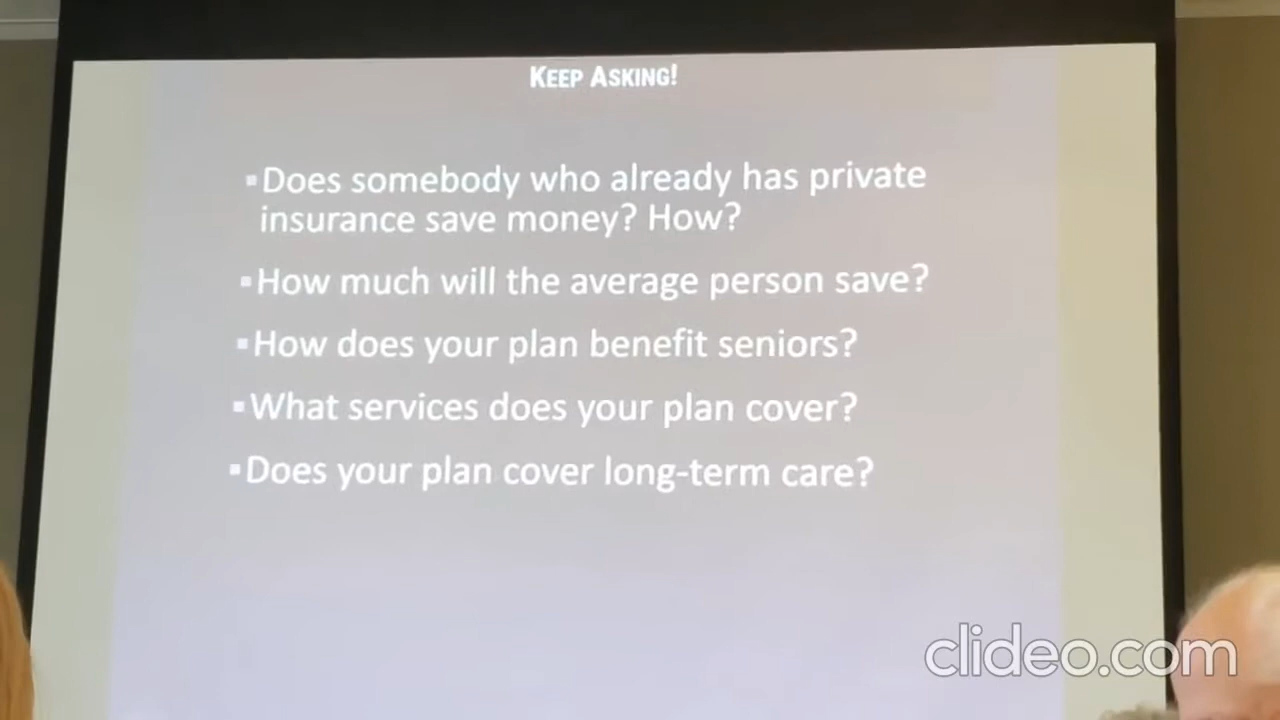 KEEP ASKING!
▪Does somebody who already has private
insurance save money? How?
▪How much will the average person save?
▪How does your plan benefit seniors?
▪What services does your plan cover?
▪Does your plan cover long-term care?
clideo.com